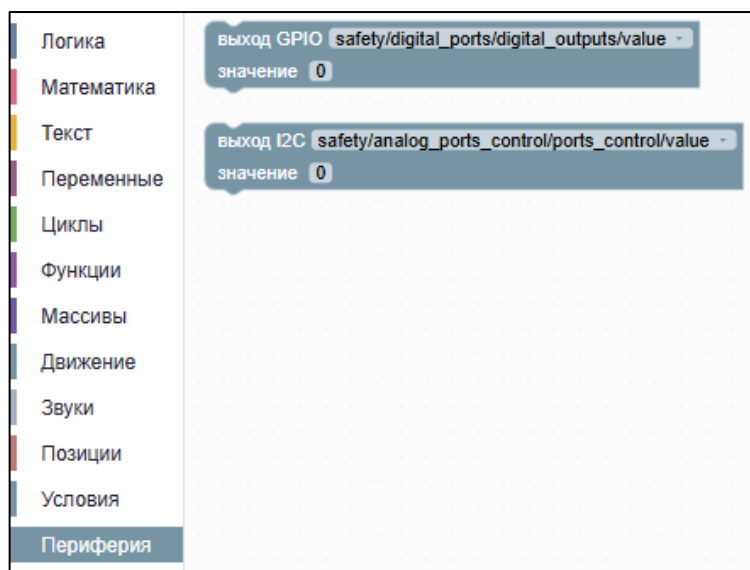 Логика
Математика
Текст
Переменные
Циклы
Функции
Массивы
Движение
Звуки
Позиции
Условия
Периферия
выход GPIO safety/digital_ports/digital_outputs/value
значение 0
выход I2C safety/analog_ports_control/ports_control/value
значение 0